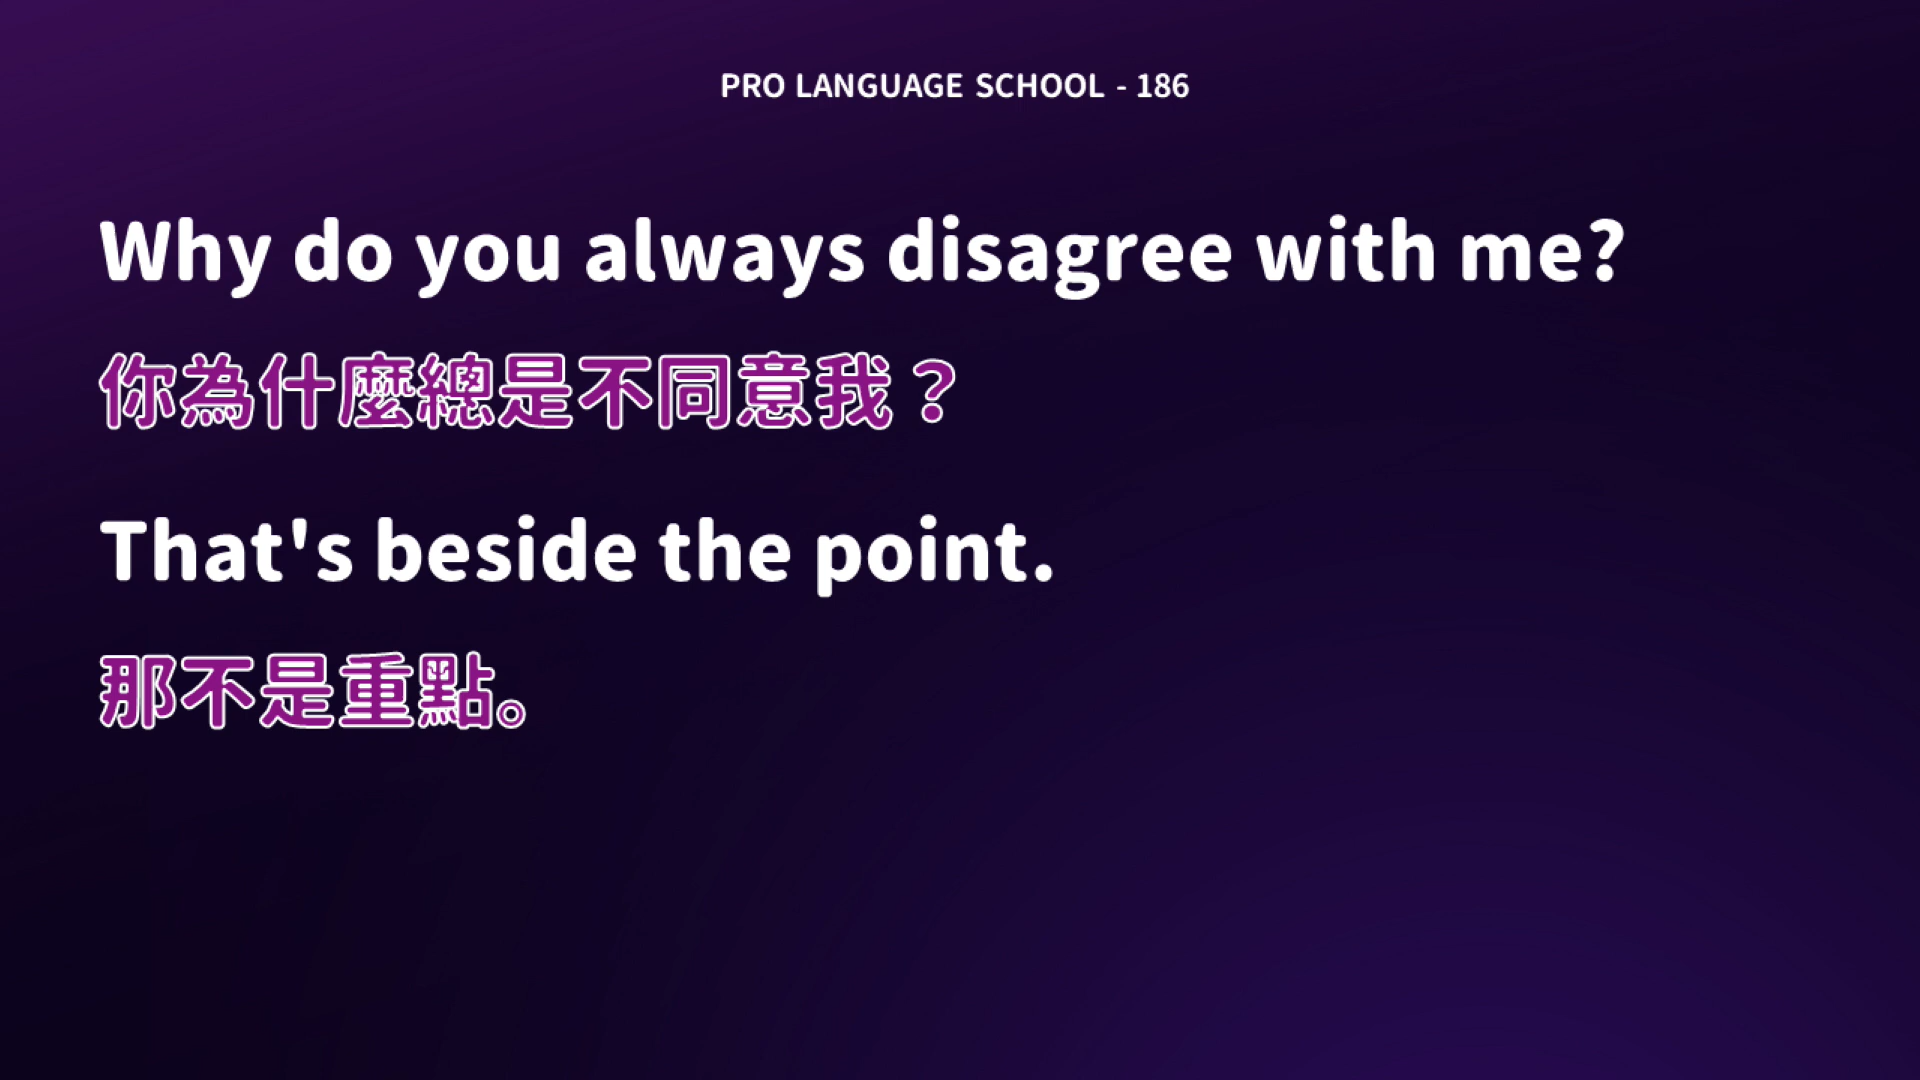 PRO LANGUAGE SCHOOL - 186
Why do you always disagree with me?
你為什麼總是不同意我？
That's beside the point.
那不是重點。